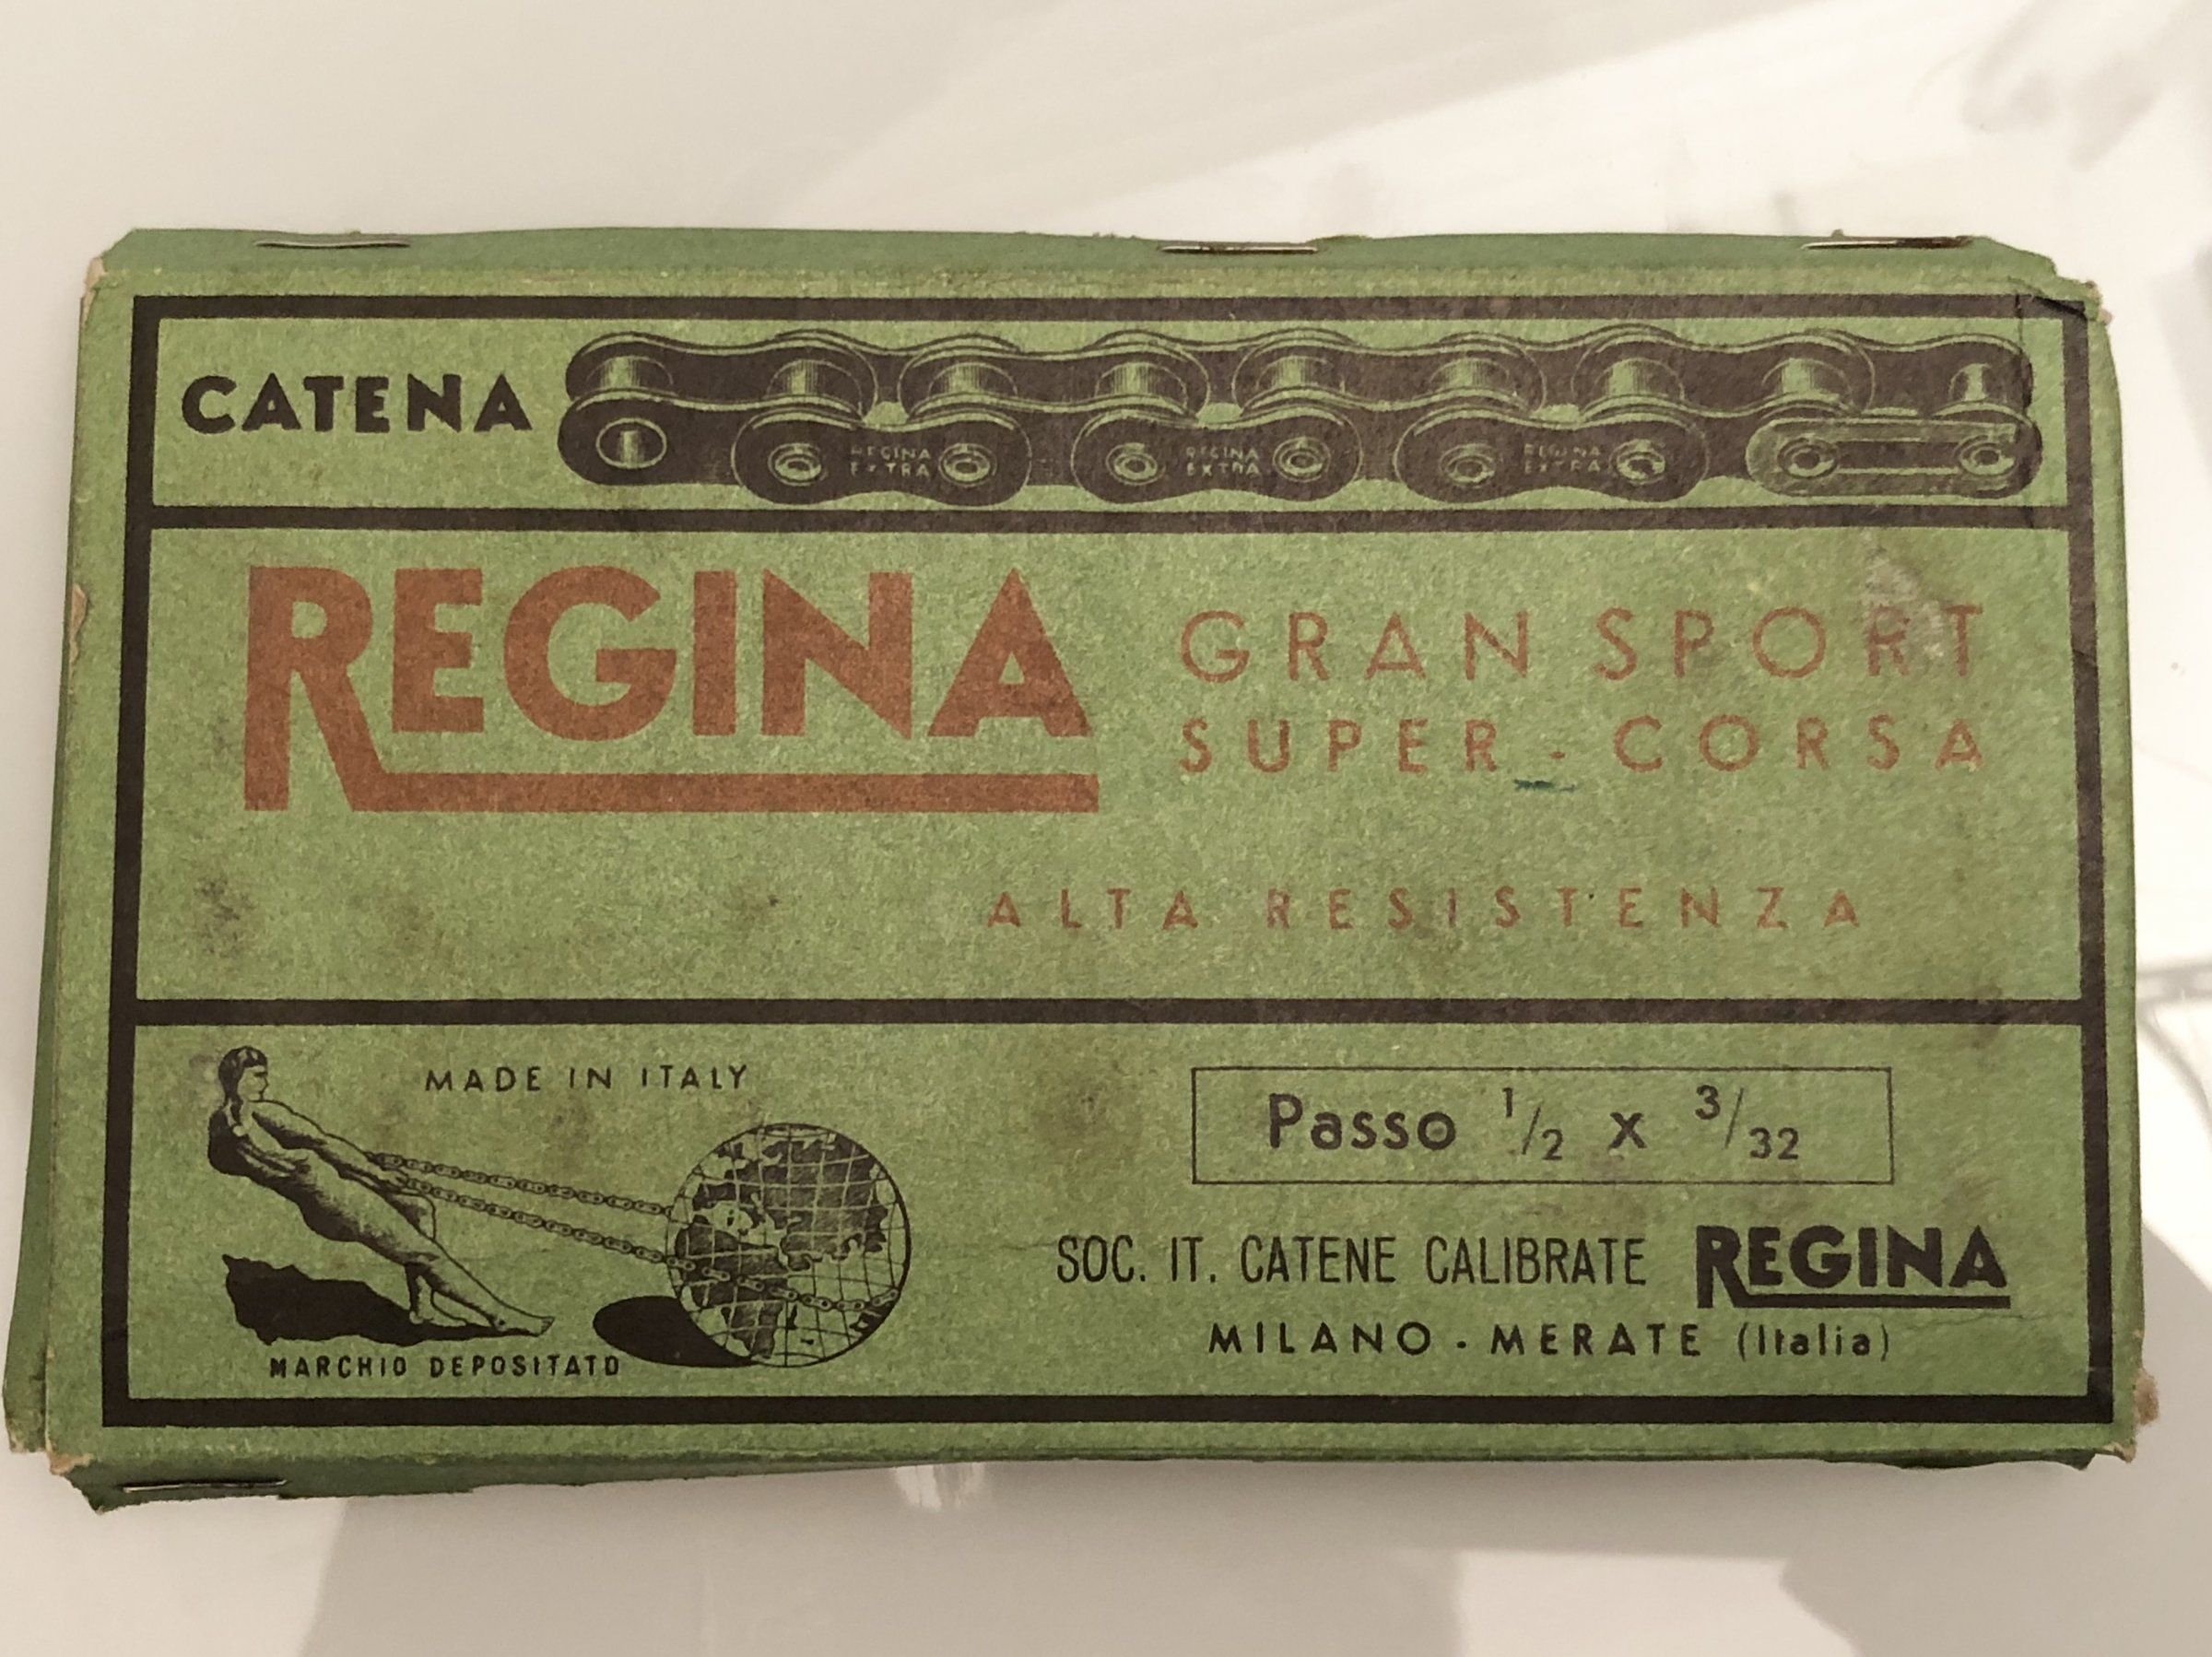 CATENA
REGINA EXTRA
REGINA EXTRA
REGINA EXTRA
REGINA
GRAN SPORT
SUPER-CORSA
ALTA RESISTENZA
MADE IN ITALY
MARCHIO DEPOSITATO
Passo 1/2 x 3/32
SOC. IT. CATENE CALIBRATE REGINA
MILANO - MERATE (Italia)